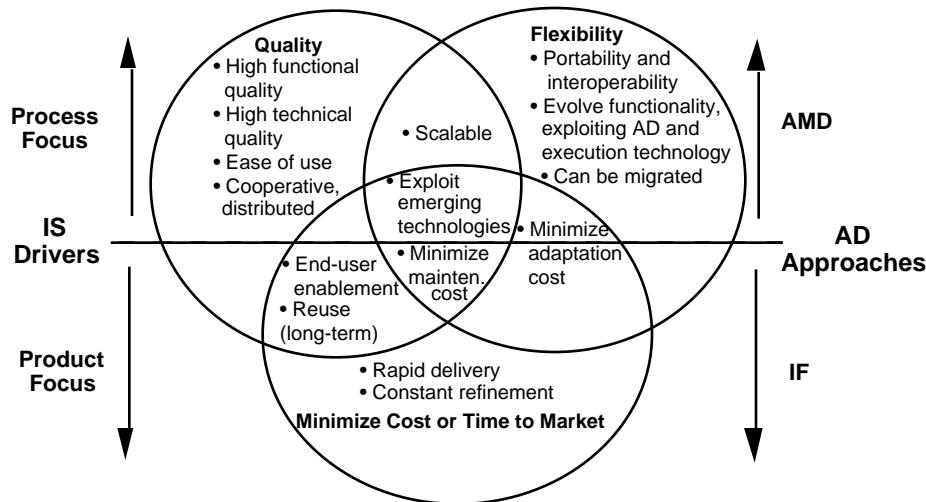 Quality
• High functional
quality
• High technical
quality
• Ease of use
• Cooperative,
distributed
Flexibility
• Portability and
interoperability
• Evolve functionality,
exploiting AD and
execution technology
• Can be migrated
Process
Focus
• Scalable
AMD
• Exploit
emerging
technologies
IS
Drivers
• Minimize
adaptation
cost
AD
Approaches
• End-user
enablement
• Reuse
(long-term)
• Minimize
mainten.
cost
Product
Focus
• Rapid delivery
• Constant refinement
Minimize Cost or Time to Market
IF